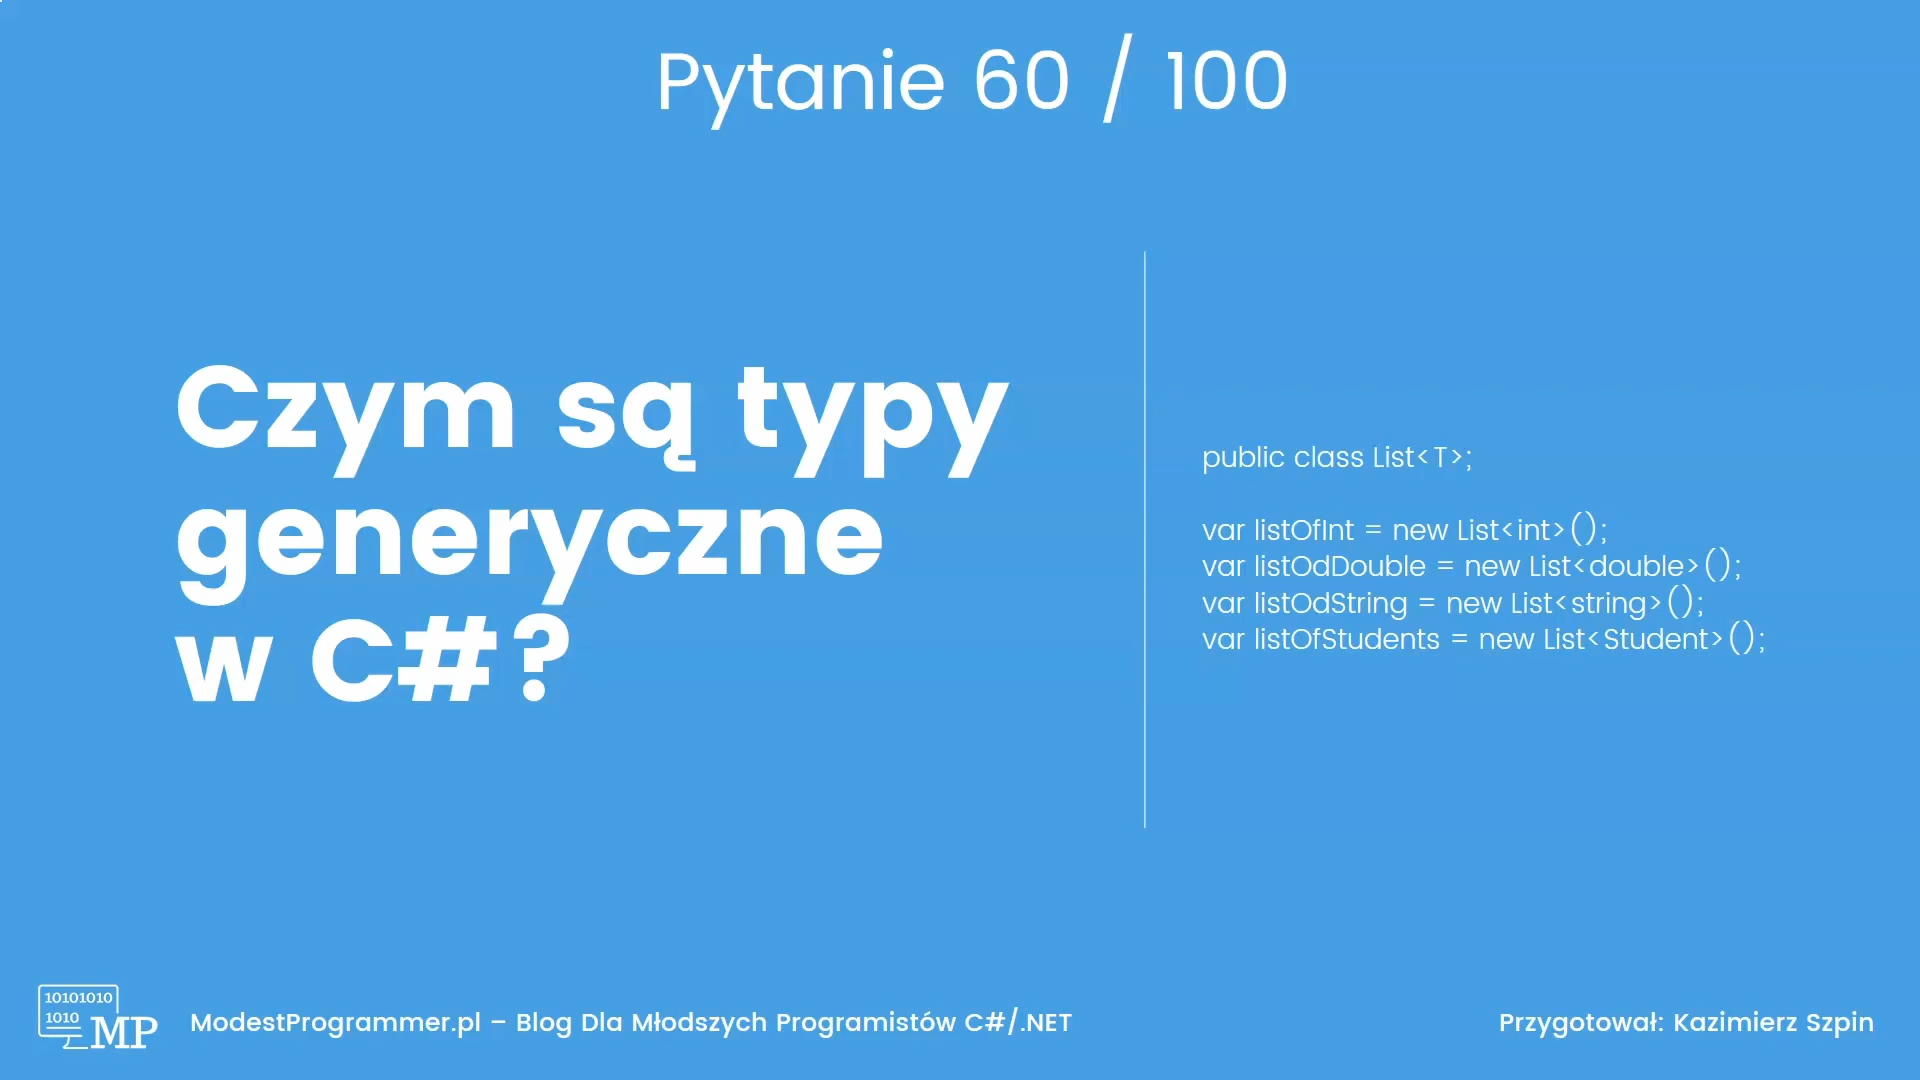 Pytanie 60 / 100
Czym są typy
generyczne
w C#?
public class List<T>;
var listOfInt = new List<int>();
var listOdDouble = new List<double>();
var listOdString = new List<string>();
var listOfStudents = new List<Student>();
10101010
1010
MP
ModestProgrammer.pl – Blog Dla Młodszych Programistów C#/.NET
Przygotował: Kazimierz Szpin